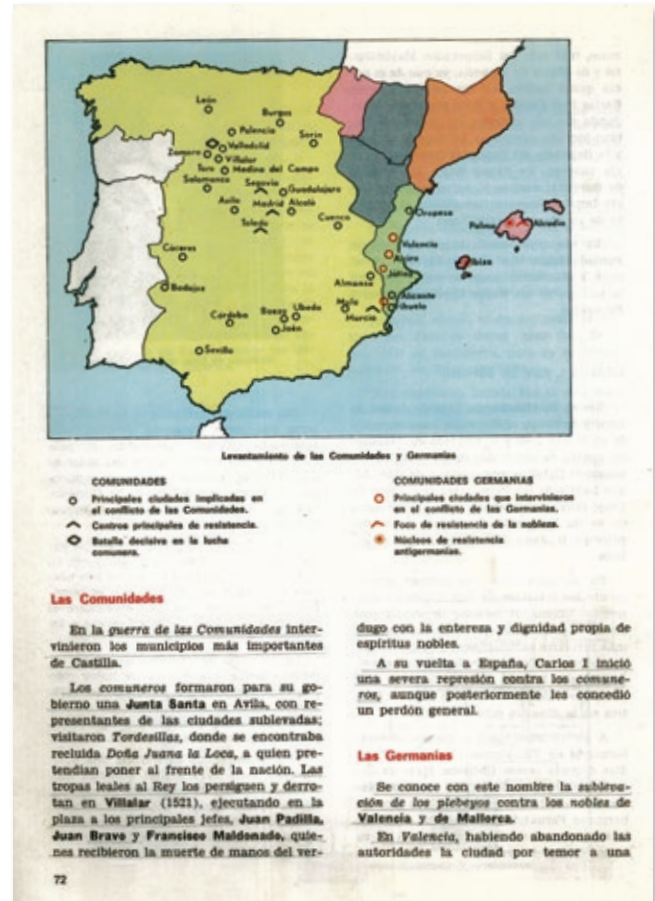 León
Burgos
Palencia
Soria
Valladolid
Zamora
Villalar
Toro
Medina del Campo
Salamanca
Segovia
Guadalajara
Avila
Madrid
Alcalá
Toledo
Cuenca
Oropesa
Valencia
Palma
Alcudia
Cáceres
Alcira
Játiva
Ibiza
Almansa
Badajoz
Alicante
Orihuela
Mula
Murcia
Córdoba
Baeza
Ubeda
Jaén
Sevilla
Levantamiento de las Comunidades y Germanías
COMUNIDADES
Principales ciudades implicadas en
el conflicto de las Comunidades.
Centros principales de resistencia.
Batalla decisiva en la lucha
comunera.
COMUNIDADES GERMANIAS
Principales ciudades que intervinieron
en el conflicto de las Germanías.
Foco de resistencia de la nobleza.
Núcleos de resistencia
antigermanías.
Las Comunidades
En la guerra de las Comunidades inter-
vinieron los municipios más importantes
de Castilla.
Los comuneros formaron para su go-
bierno una Junta Santa en Avila, con re-
presentantes de las ciudades sublevadas;
visitaron Tordesillas, donde se encontraba
recluida Doña Juana la Loca, a quien pre-
tendían poner al frente de la nación. Las
tropas leales al Rey los persiguen y derro-
tan en Villalar (1521), ejecutando en la
plaza a los principales jefes, Juan Padilla,
Juan Bravo y Francisco Maldonado, quie-
nes recibieron la muerte de manos del ver-
dugo con la entereza y dignidad propia de
espíritus nobles.
A su vuelta a España, Carlos I inició
una severa represión contra los comune-
ros, aunque posteriormente les concedió
un perdón general.
Las Germanías
Se conoce con este nombre la subleva-
ción de los plebeyos contra los nobles de
Valencia y de Mallorca.
En Valencia, habiendo abandonado las
autoridades la ciudad por temor a una
72